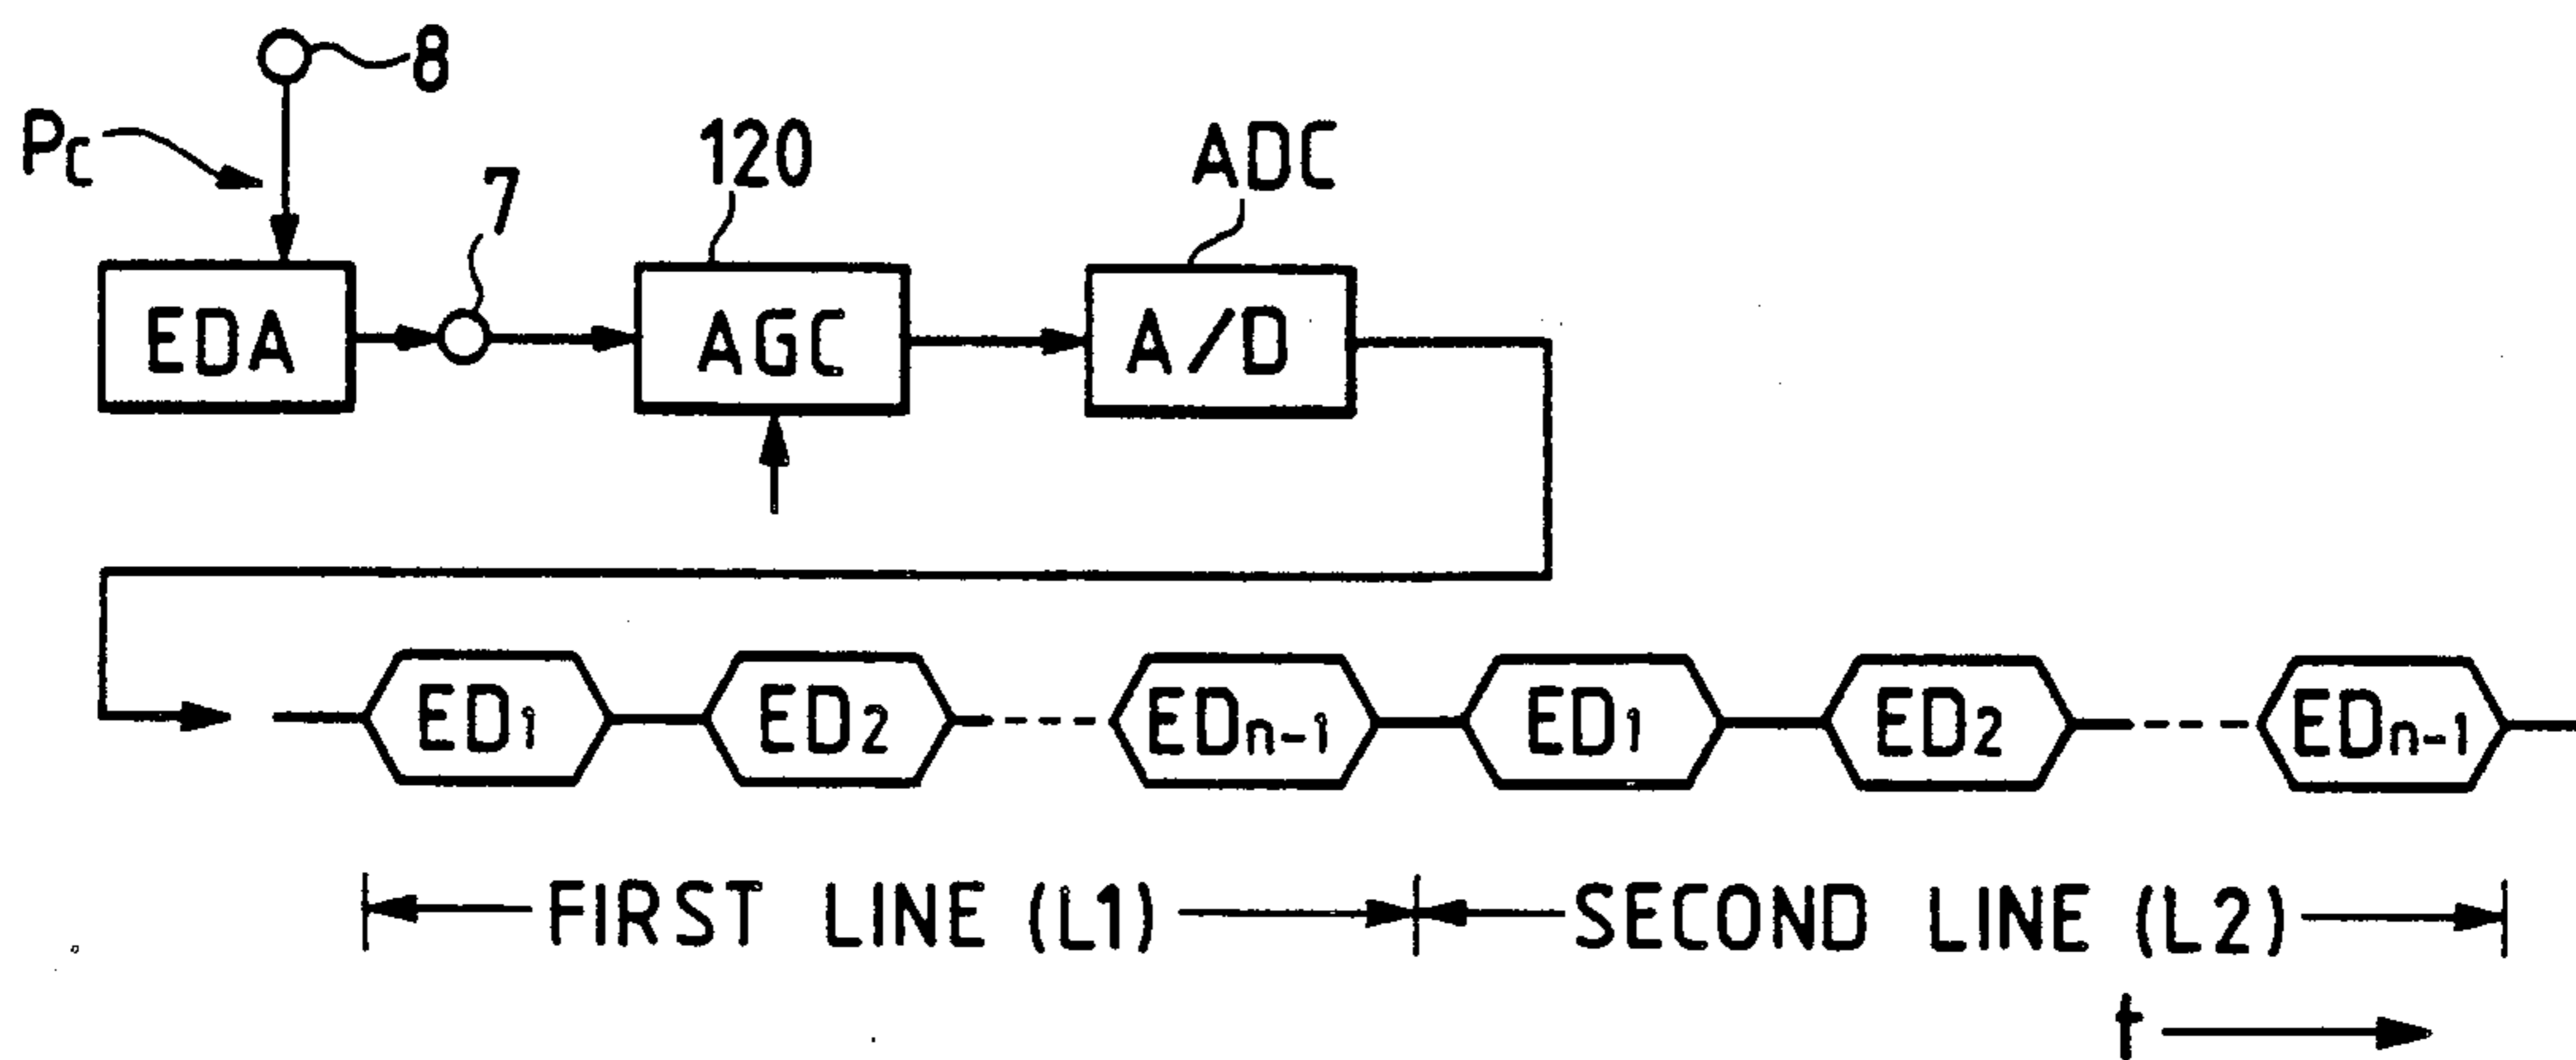 8
Pc
7
120
ADC
EDA
AGC
A/D
ED1 ED2 EDn-1 ED1 ED2 EDn-1
FIRST LINE (L1) SECOND LINE (L2)
t